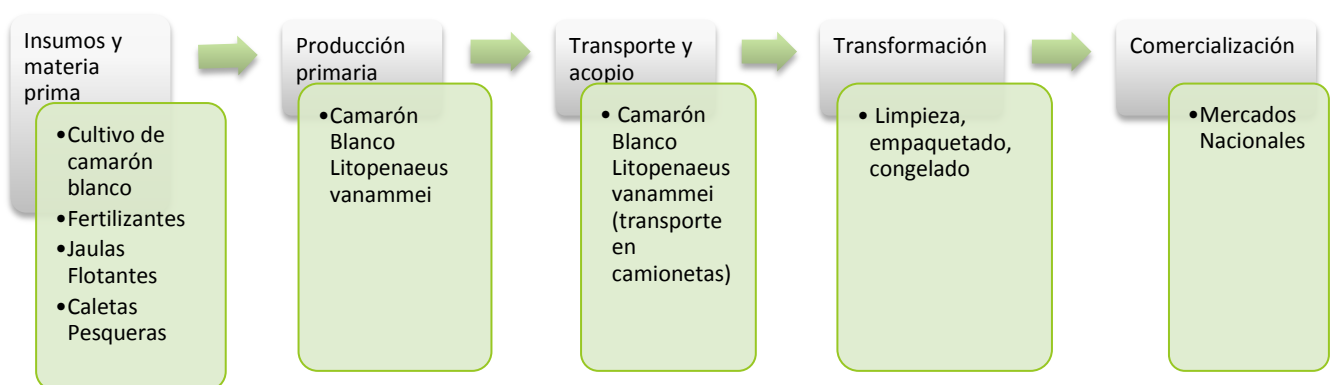 Insumos y
materia
prima
•Cultivo de
camarón
blanco
•Fertilizantes
•Jaulas
Flotantes
•Caletas
Pesqueras
Producción
primaria
•Camarón
Blanco
Litopenaeus
vanammei
Transporte y
acopio
• Camarón
Blanco
Litopenaeus
vanammei
(transporte
en
camionetas)
Transformación
• Limpieza,
empaquetado,
congelado
Comercialización
•Mercados
Nacionales